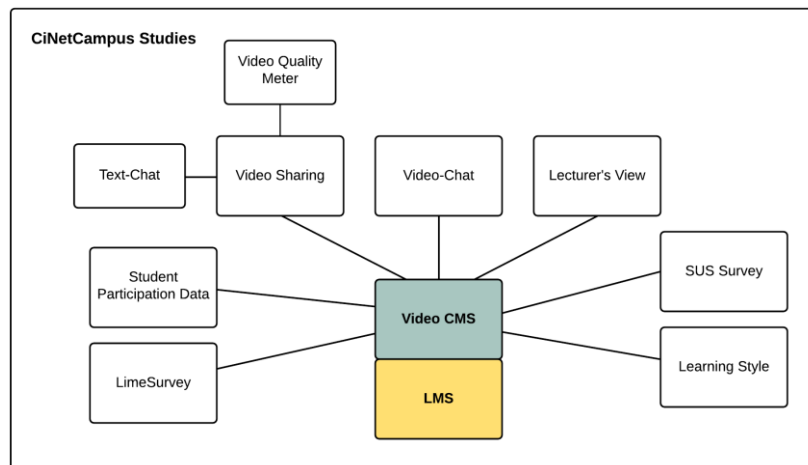 CiNetCampus Studies
Video Quality
Meter
Text-Chat
Video Sharing
Video-Chat
Lecturer's View
Student
Participation Data
SUS Survey
Video CMS
LimeSurvey
Learning Style
LMS